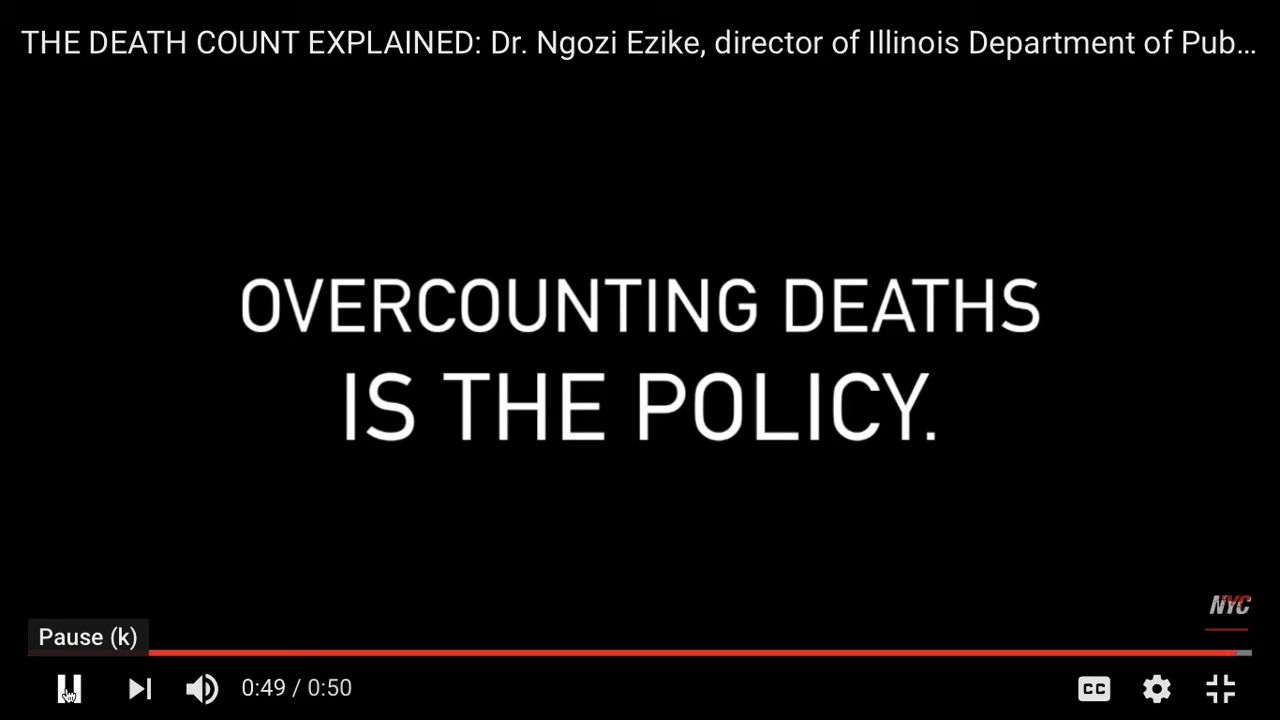 THE DEATH COUNT EXPLAINED: Dr. Ngozi Ezike, director of Illinois Department of Pub...
OVERCOUNTING DEATHS
IS THE POLICY.
NYC
Pause (k)
0:49 / 0:50
CC